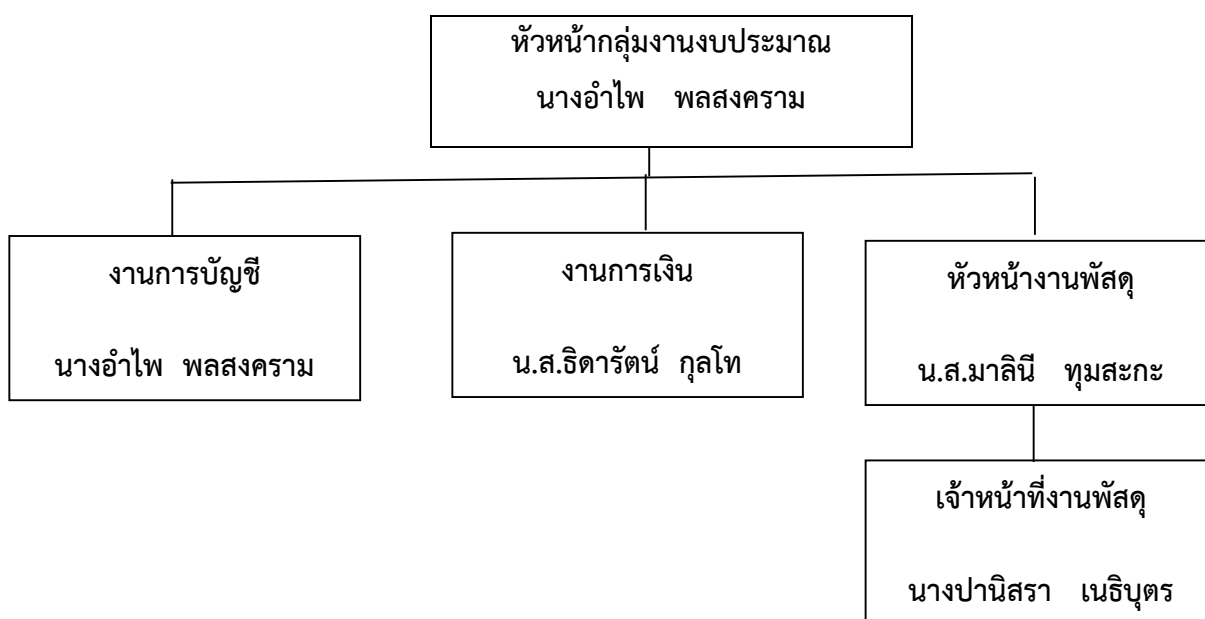 หัวหน้ากลุ่มงานงบประมาณ
นางอำไพ พลสงคราม
งานการบัญชี
นางอำไพ พลสงคราม
งานการเงิน
น.ส.ธิดารัตน์ กุลโท
หัวหน้างานพัสดุ
น.ส.มาลินี ทุมสะกะ
เจ้าหน้าที่งานพัสดุ
นางปานิสรา เนธิบุตร